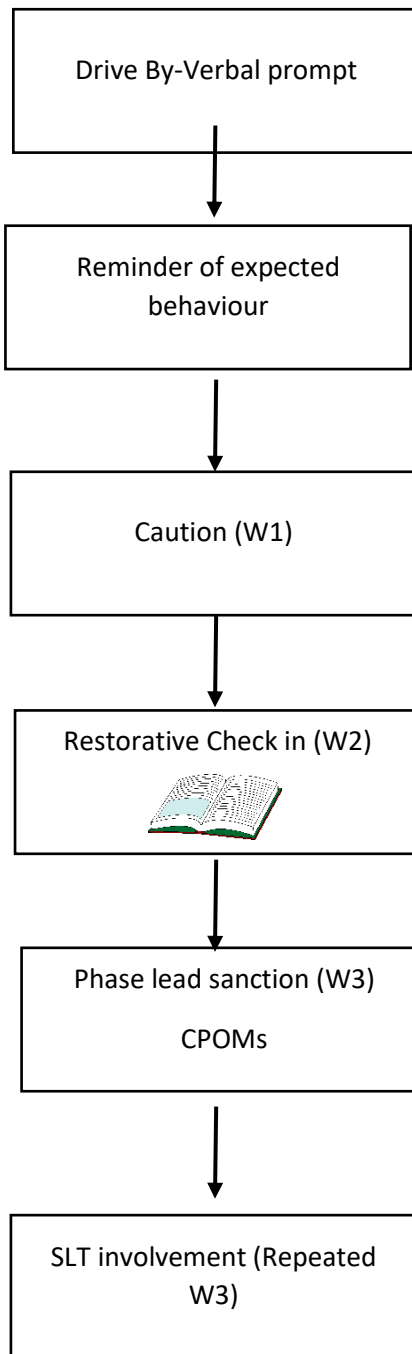 Drive By-Verbal prompt
Reminder of expected
behaviour
Caution (W1)
Restorative Check in (W2)
Phase lead sanction (W3)
CPOMs
SLT involvement (Repeated
W3)